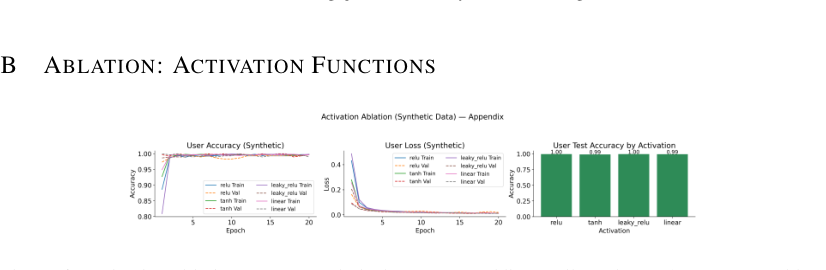 B ABLATION: ACTIVATION FUNCTIONS
Activation Ablation (Synthetic Data) — Appendix
User Accuracy (Synthetic)
Accuracy
1.00
0.95
0.90
0.85
0.80
relu Train
relu Val
tanh Train
tanh Val
leaky_relu Train
leaky_relu Val
linear Train
linear Val
5 10 15 20
Epoch
User Loss (Synthetic)
Loss
0.4
0.2
0.0
relu Train
relu Val
tanh Train
tanh Val
leaky_relu Train
leaky_relu Val
linear Train
linear Val
5 10 15 20
Epoch
User Test Accuracy by Activation
Accuracy
1.00
0.75
0.50
0.25
0.00
1.00 0.99 1.00 0.99
relu tanh leaky_relu linear
Activation